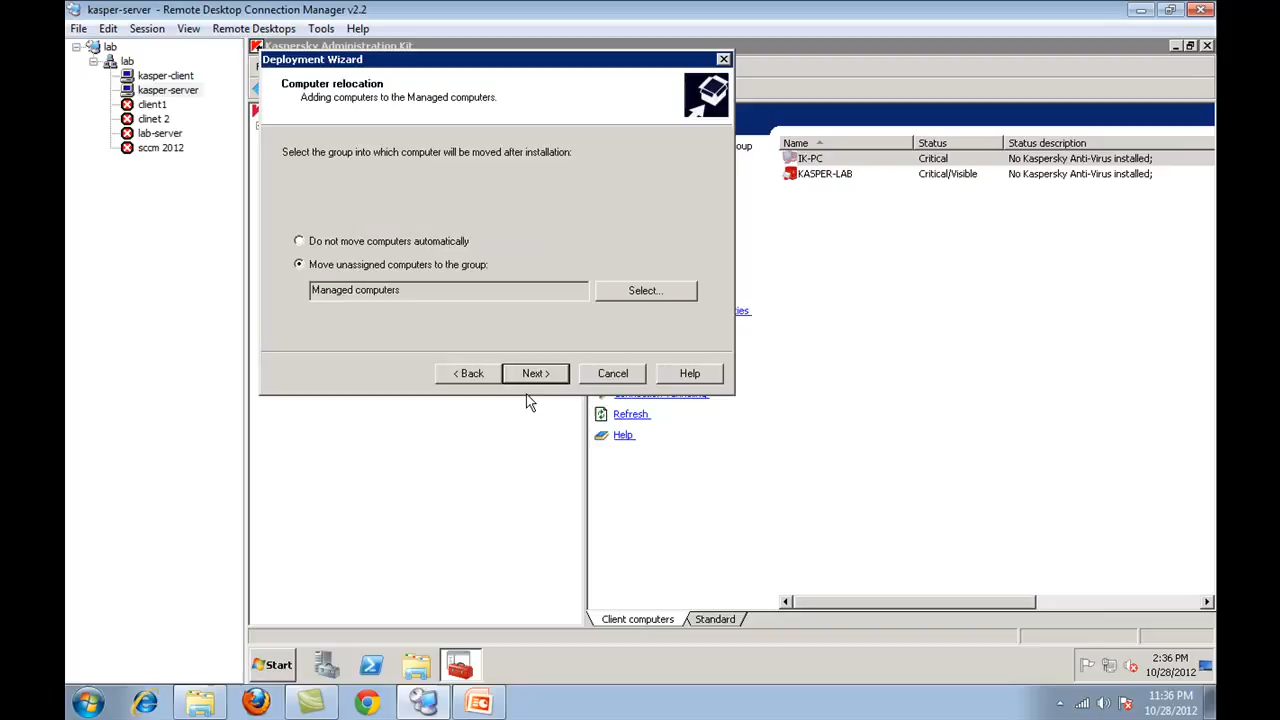 kasper-server - Remote Desktop Connection Manager v2.2
File Edit Session View Remote Desktops Tools Help
lab
lab
kasper-client
kasper-server
client1
clinet 2
lab-server
sccm 2012
Kaspersky Administration Kit
Deployment Wizard
Computer relocation
Adding computers to the Managed computers.
Select the group into which computer will be moved after installation:
Do not move computers automatically
Move unassigned computers to the group:
Managed computers
Select...
< Back Next > Cancel Help
oup
Name Status Status description
IK-PC Critical No Kaspersky Anti-Virus installed;
KASPER-LAB Critical/Visible No Kaspersky Anti-Virus installed;
ies
Refresh
Help
Client computers Standard
Start
2:36 PM
10/28/2012
11:36 PM
10/28/2012